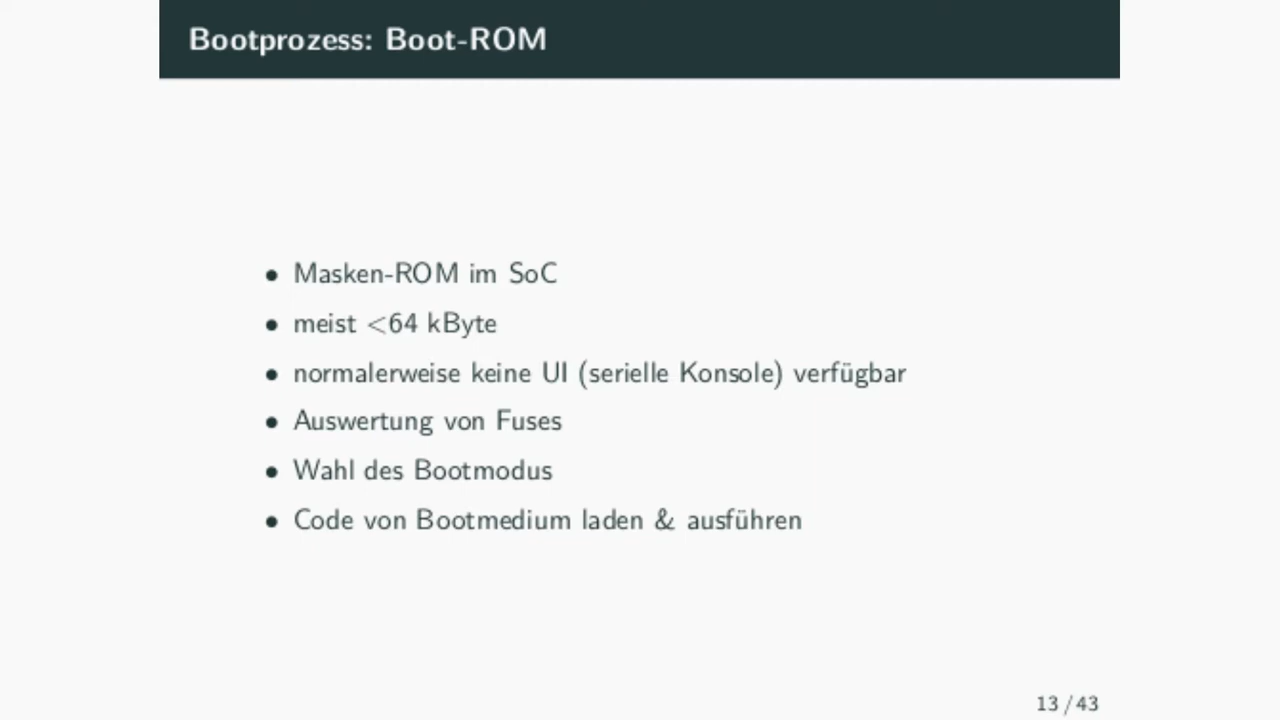 Bootprozess: Boot-ROM
• Masken-ROM im SoC
• meist <64 kByte
• normalerweise keine UI (serielle Konsole) verfügbar
• Auswertung von Fuses
• Wahl des Bootmodus
• Code von Bootmedium laden & ausführen
13 / 43